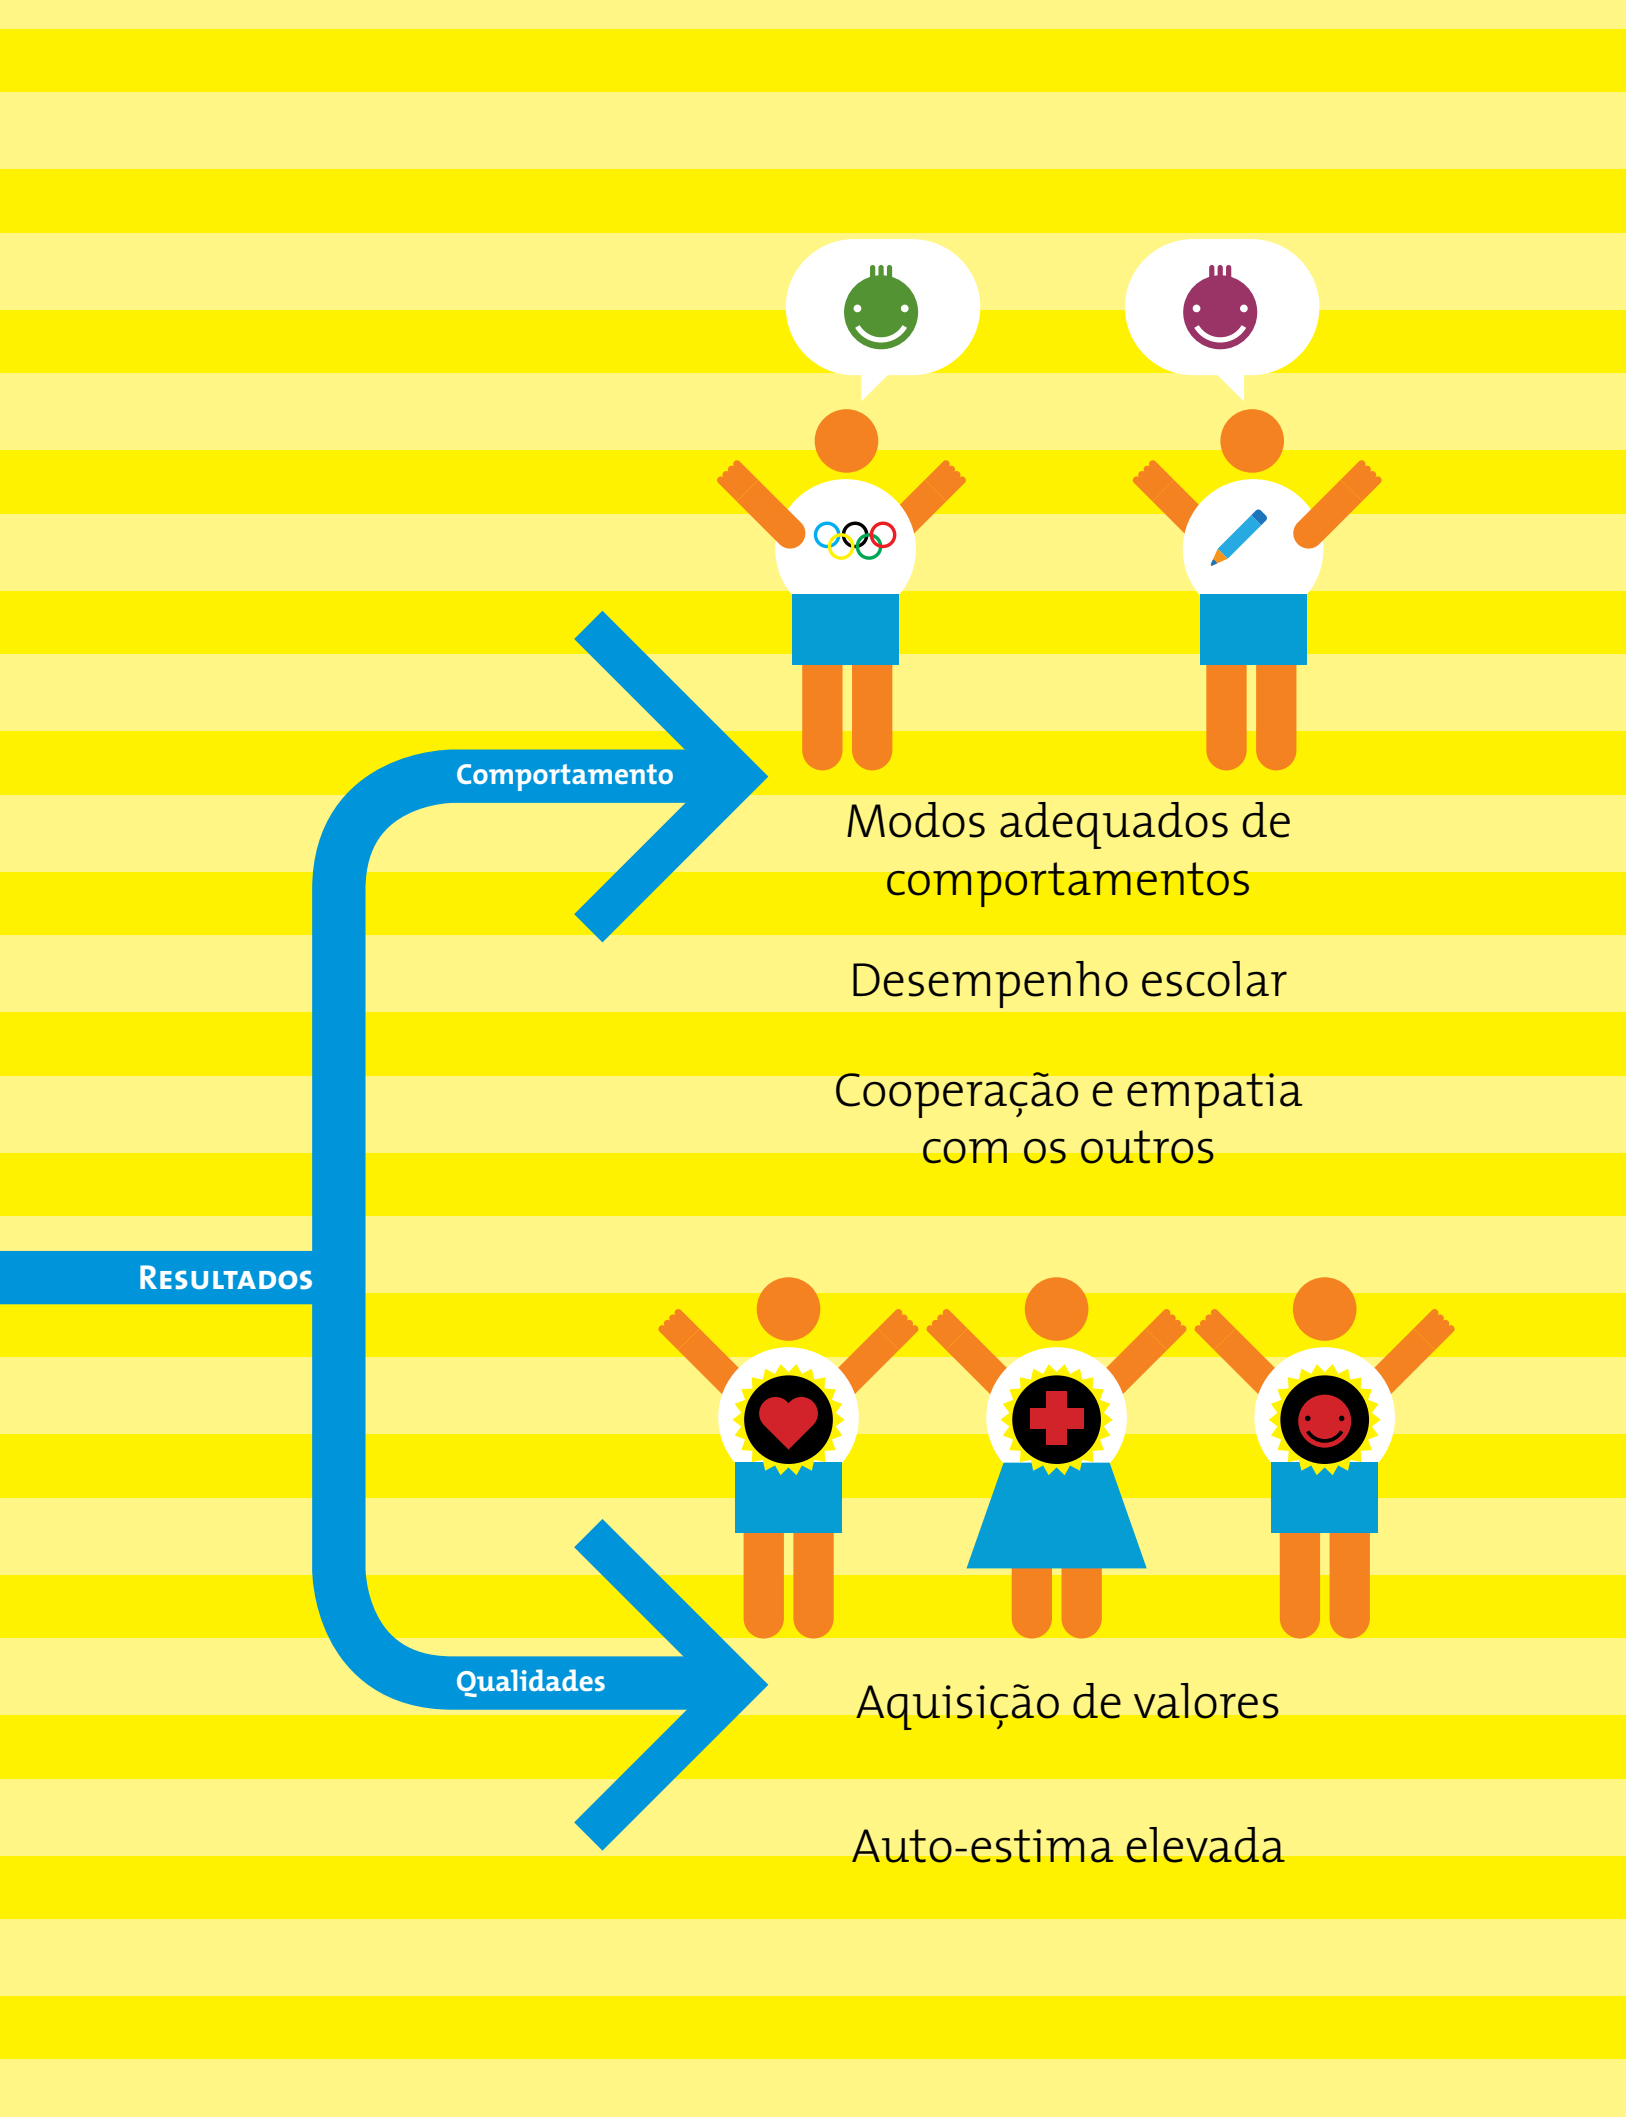 Comportamento
Modos adequados de
comportamentos
Desempenho escolar
Cooperação e empatia
com os outros
RESULTADOS
Qualidades
Aquisição de valores
Auto-estima elevada